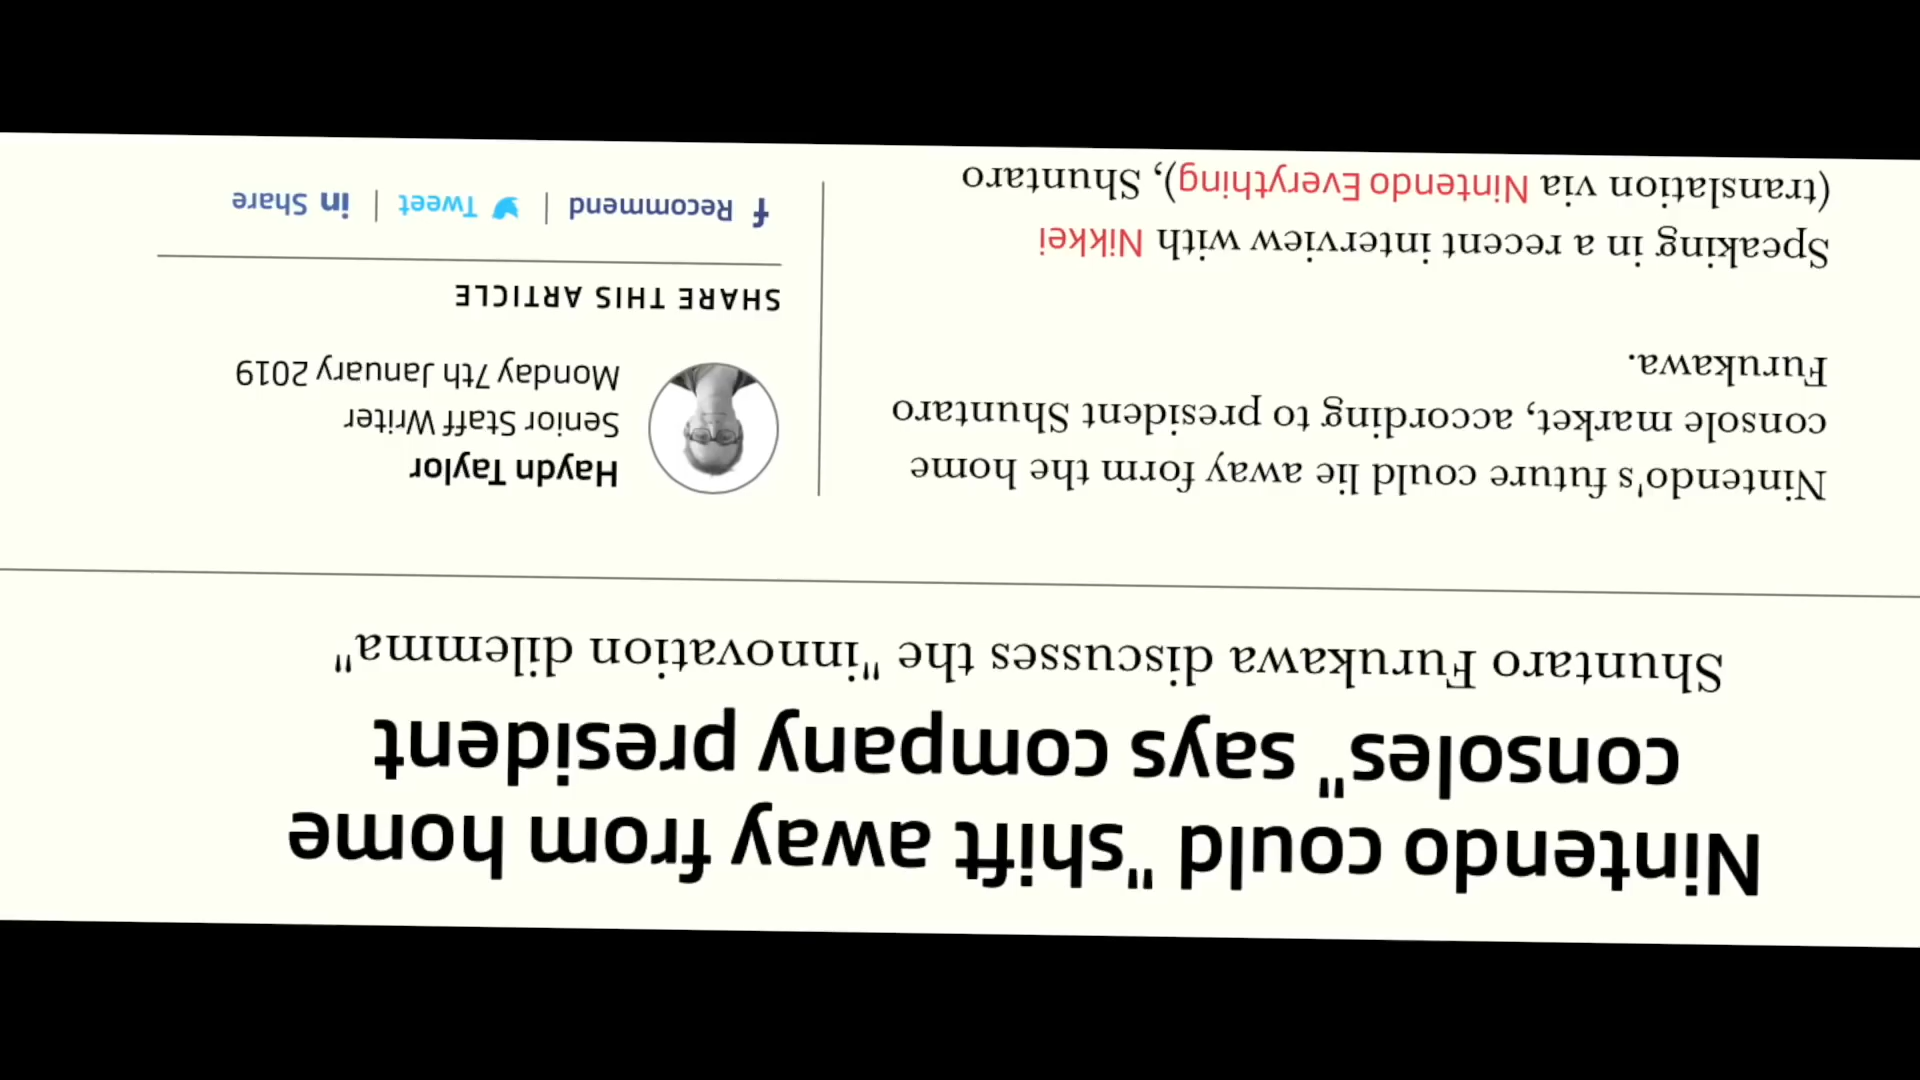 Nintendo could "shift away from home
consoles" says company president
Shuntaro Furukawa discusses the "innovation dilemma"
Nintendo's future could lie away form the home
console market, according to president Shuntaro
Furukawa.
Speaking in a recent interview with Nikkei
(translation via Nintendo Everything), Shuntaro
Haydn Taylor
Senior Staff Writer
Monday 7th January 2019
SHARE THIS ARTICLE
f Recommend | Tweet | in Share